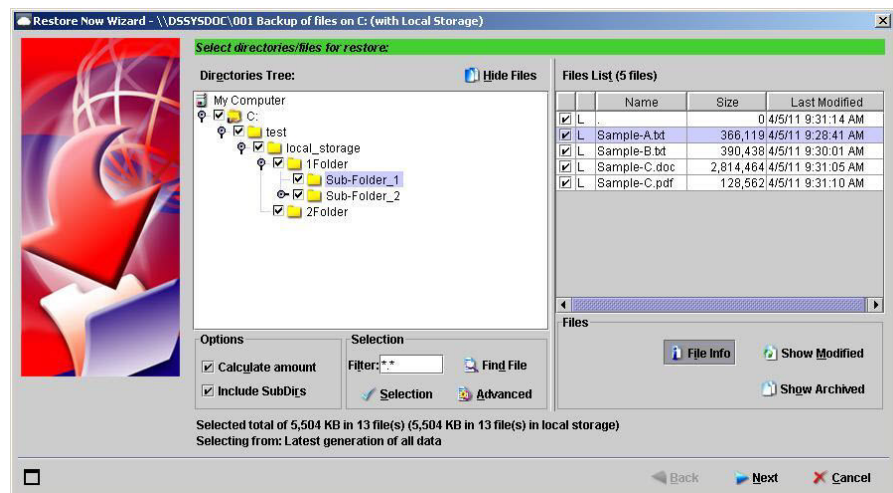 Restore Now Wizard - \\DSSYSDOC\001 Backup of files on C: (with Local Storage)
Select directories/files for restore:
Directories Tree:
Hide Files
My Computer
C:
test
local_storage
1Folder
Sub-Folder_1
Sub-Folder_2
2Folder
Files List (5 files)
Name Size Last Modified
L . 0 4/5/11 9:31:14 AM
L Sample-A.txt 366,119 4/5/11 9:28:41 AM
L Sample-B.txt 390,438 4/5/11 9:30:01 AM
L Sample-C.doc 2,814,464 4/5/11 9:31:05 AM
L Sample-C.pdf 128,562 4/5/11 9:31:10 AM
Options
Calculate amount
Include SubDirs
Selection
Filter: *.*
Find File
Selection
Advanced
Files
File Info
Show Modified
Show Archived
Selected total of 5,504 KB in 13 file(s) (5,504 KB in 13 file(s) in local storage)
Selecting from: Latest generation of all data
Back
Next
Cancel